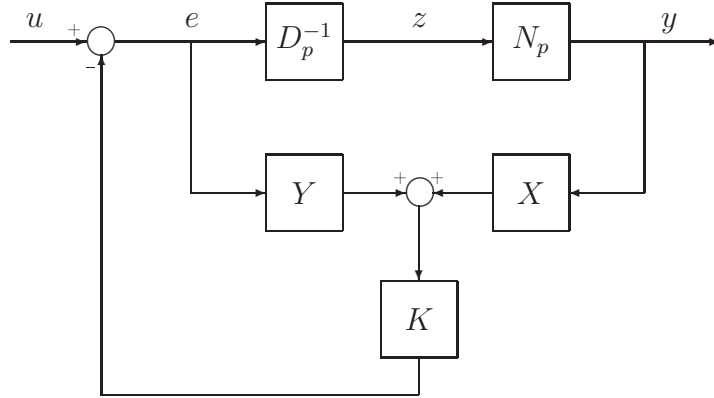 u + e D_p^{-1} z N_p y
-
Y + + X
K